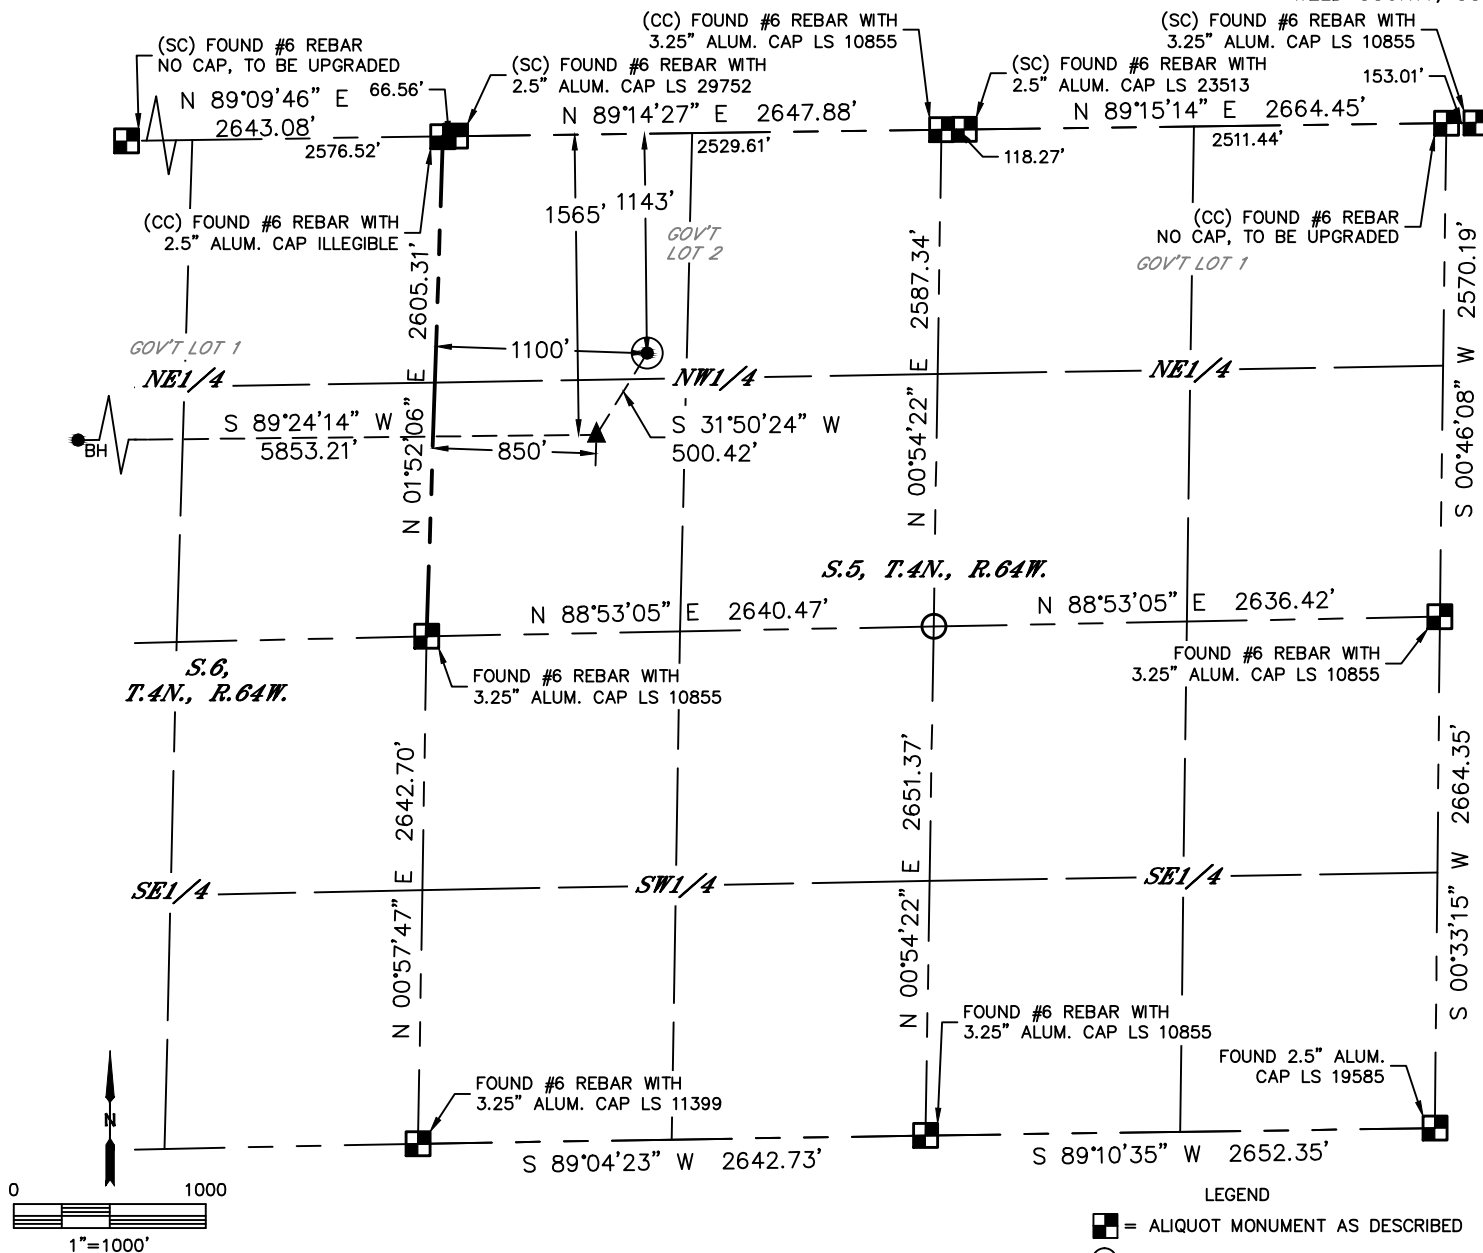 (SC) FOUND #6 REBAR
NO CAP, TO BE UPGRADED
(CC) FOUND #6 REBAR WITH
3.25" ALUM. CAP LS 10855
(SC) FOUND #6 REBAR WITH
3.25" ALUM. CAP LS 10855
(SC) FOUND #6 REBAR WITH
2.5" ALUM. CAP LS 29752
(SC) FOUND #6 REBAR WITH
2.5" ALUM. CAP LS 23513
153.01'
N 89°09'46" E
2643.08'
66.56'
2576.52'
N 89°14'27" E 2647.88'
2529.61'
N 89°15'14" E 2664.45'
2511.44'
118.27'
(CC) FOUND #6 REBAR WITH
2.5" ALUM. CAP ILLEGIBLE
1565'
1143'
GOV'T
LOT 2
(CC) FOUND #6 REBAR
NO CAP, TO BE UPGRADED
GOV'T LOT 1
N 01°52'06" E 2605.31'
N 00°54'22" E 2587.34'
S 00°46'08" W 2570.19'
GOV'T LOT 1
NE1/4
1100'
NW1/4
NE1/4
BH
S 89°24'14" W
5853.21'
850'
S 31°50'24" W
500.42'
S.5, T.4N., R.64W.
N 88°53'05" E 2640.47'
N 88°53'05" E 2636.42'
S.6,
T.4N., R.64W.
FOUND #6 REBAR WITH
3.25" ALUM. CAP LS 10855
FOUND #6 REBAR WITH
3.25" ALUM. CAP LS 10855
N 00°57'47" E 2642.70'
N 00°54'22" E 2651.37'
S 00°33'15" W 2664.35'
SE1/4
SW1/4
SE1/4
FOUND #6 REBAR WITH
3.25" ALUM. CAP LS 10855
FOUND 2.5" ALUM.
CAP LS 19585
FOUND #6 REBAR WITH
3.25" ALUM. CAP LS 11399
N
S 89°04'23" W 2642.73'
S 89°10'35" W 2652.35'
0 1000
1"=1000'
LEGEND
= ALIQUOT MONUMENT AS DESCRIBED